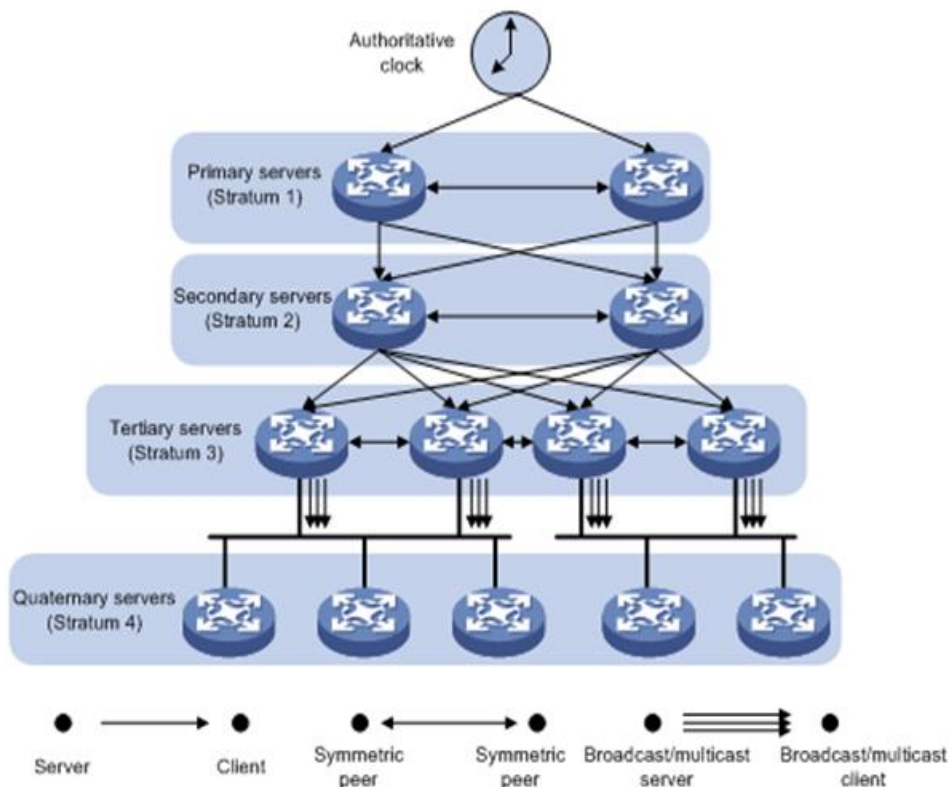 Authoritative
clock
Primary servers
(Stratum 1)
Secondary servers
(Stratum 2)
Tertiary servers
(Stratum 3)
Quaternary servers
(Stratum 4)
Server
Client
Symmetric
peer
Symmetric
peer
Broadcast/multicast
server
Broadcast/multicast
client